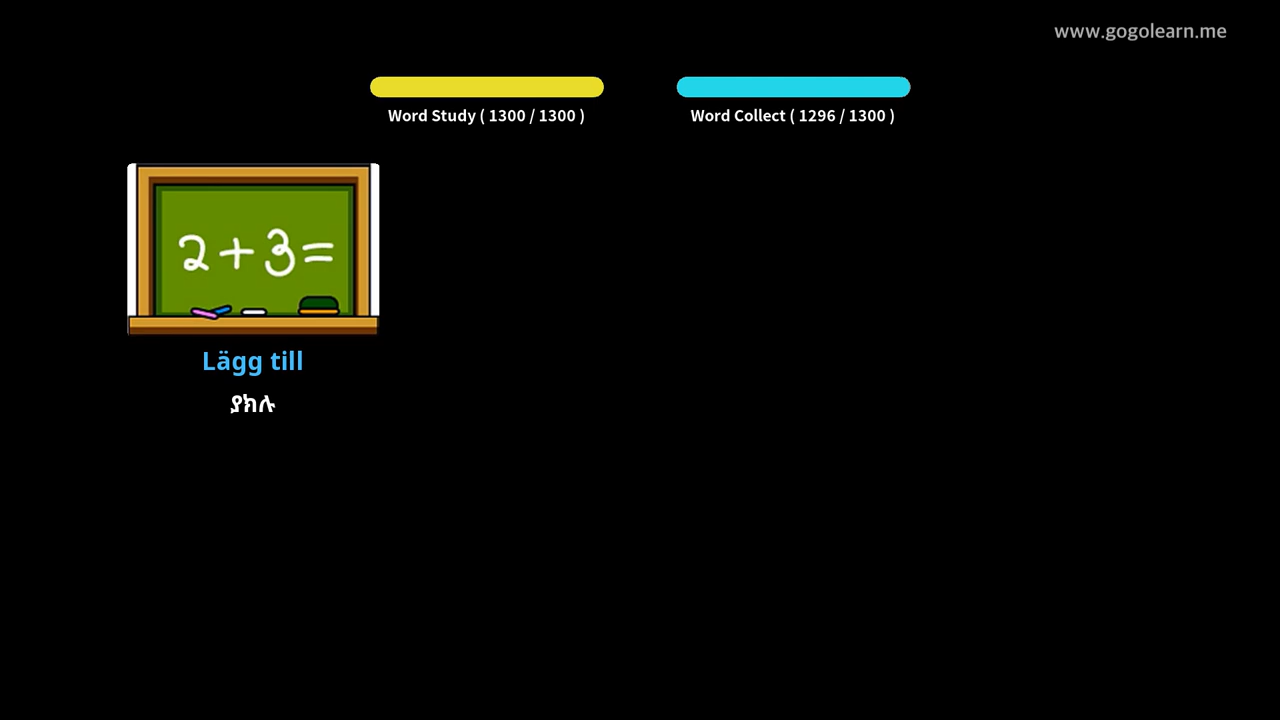 www.gogolearn.me
Word Study ( 1300 / 1300 )
Word Collect ( 1296 / 1300 )
2+3=
Lägg till
ያክሉ